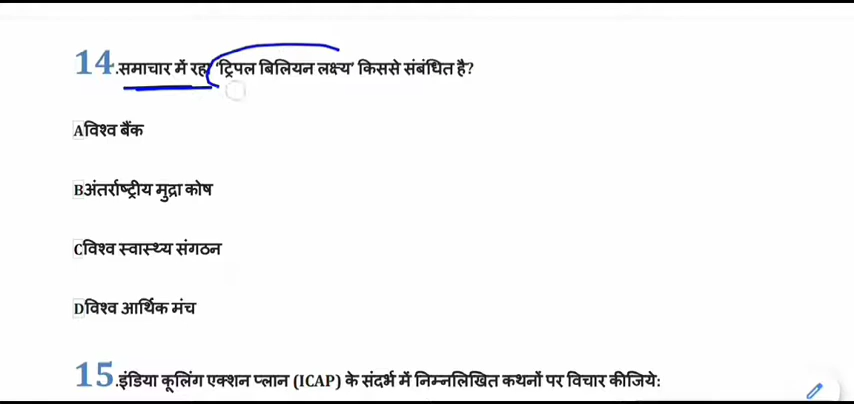 14.समाचार में रहा ‘ट्रिपल बिलियन लक्ष्य’ किससे संबंधित है?
Aविश्व बैंक
Bअंतर्राष्ट्रीय मुद्रा कोष
Cविश्व स्वास्थ्य संगठन
Dविश्व आर्थिक मंच
15.इंडिया कूलिंग एक्शन प्लान (ICAP) के संदर्भ में निम्नलिखित कथनों पर विचार कीजिये: